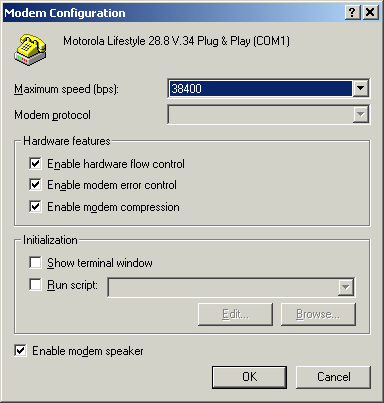 Modem Configuration
Motorola Lifestyle 28.8 V.34 Plug & Play (COM1)
Maximum speed (bps): 38400
Modem protocol
Hardware features
Enable hardware flow control
Enable modem error control
Enable modem compression
Initialization
Show terminal window
Run script:
Edit... Browse...
Enable modem speaker
OK Cancel